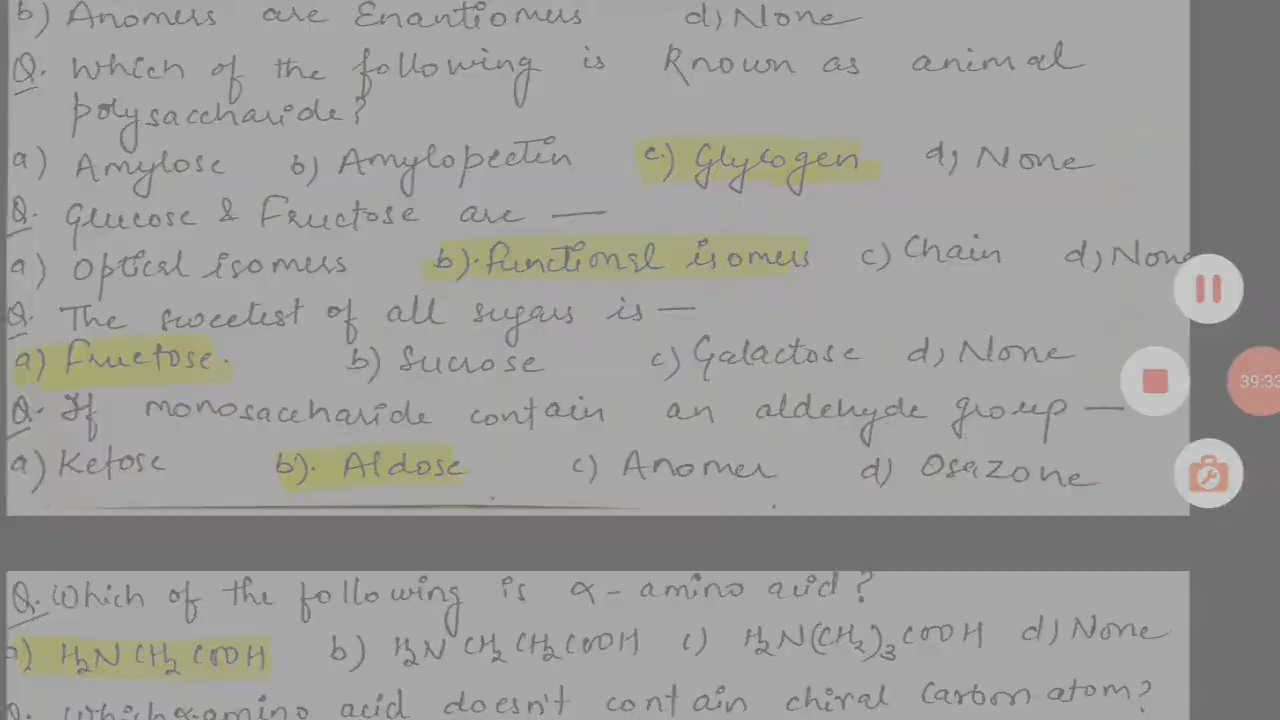 b) Anomers are Enantiomers d) None
Q. Which of the following is Known as animal
polysaccharide?
a) Amylose b) Amylopectin c) Glycogen d) None
Q. Glucose & Fructose are —
a) Optical isomers b). functional isomers c) Chain d) None
Q. The sweetest of all sugars is —
a) Fructose. b) Sucrose c) Galactose d) None
Q. If monosaccharide contain an aldehyde group —
a) Ketose b). Aldose c) Anomer d) Osazone
39:33
Q. Which of the following is α-amino acid?
a) H₂N CH₂ COOH b) H₂N CH₂ CH₂ COOH c) H₂N(CH₂)₃COOH d) None
Q. Which α-amino acid doesn't contain chiral Carbon atom?